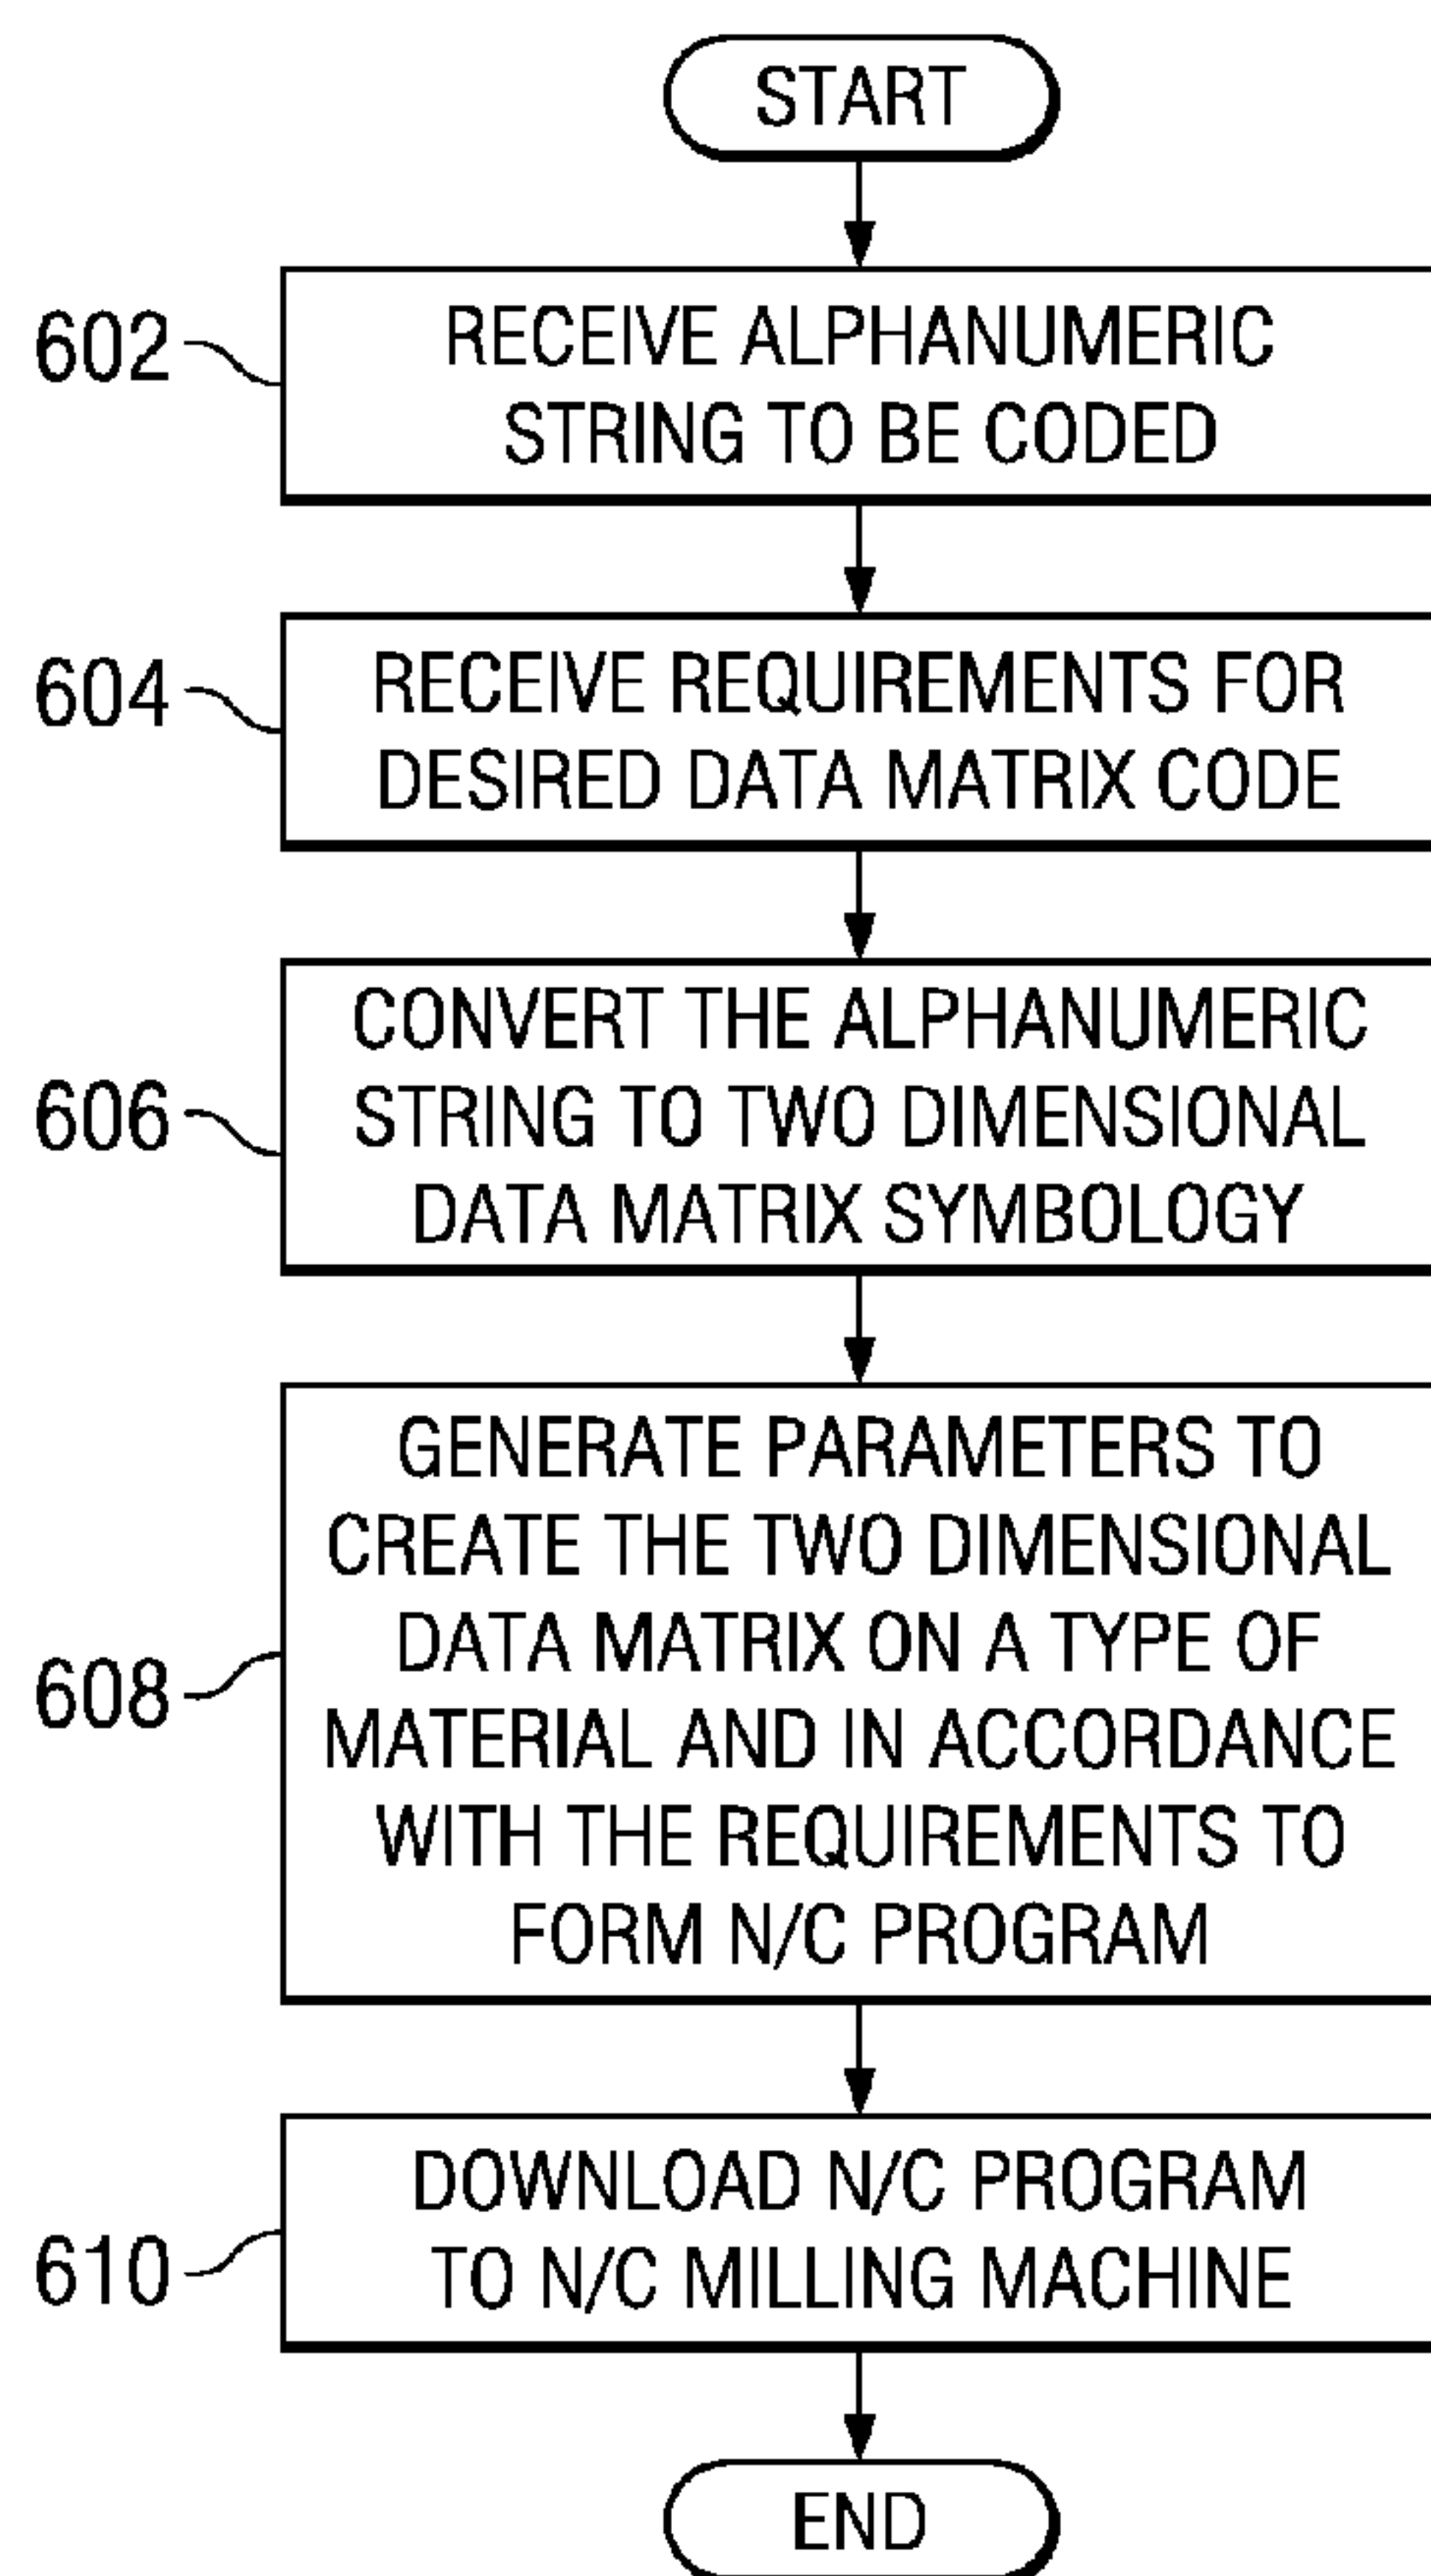 START
602
RECEIVE ALPHANUMERIC
STRING TO BE CODED
604
RECEIVE REQUIREMENTS FOR
DESIRED DATA MATRIX CODE
606
CONVERT THE ALPHANUMERIC
STRING TO TWO DIMENSIONAL
DATA MATRIX SYMBOLOGY
608
GENERATE PARAMETERS TO
CREATE THE TWO DIMENSIONAL
DATA MATRIX ON A TYPE OF
MATERIAL AND IN ACCORDANCE
WITH THE REQUIREMENTS TO
FORM N/C PROGRAM
610
DOWNLOAD N/C PROGRAM
TO N/C MILLING MACHINE
END